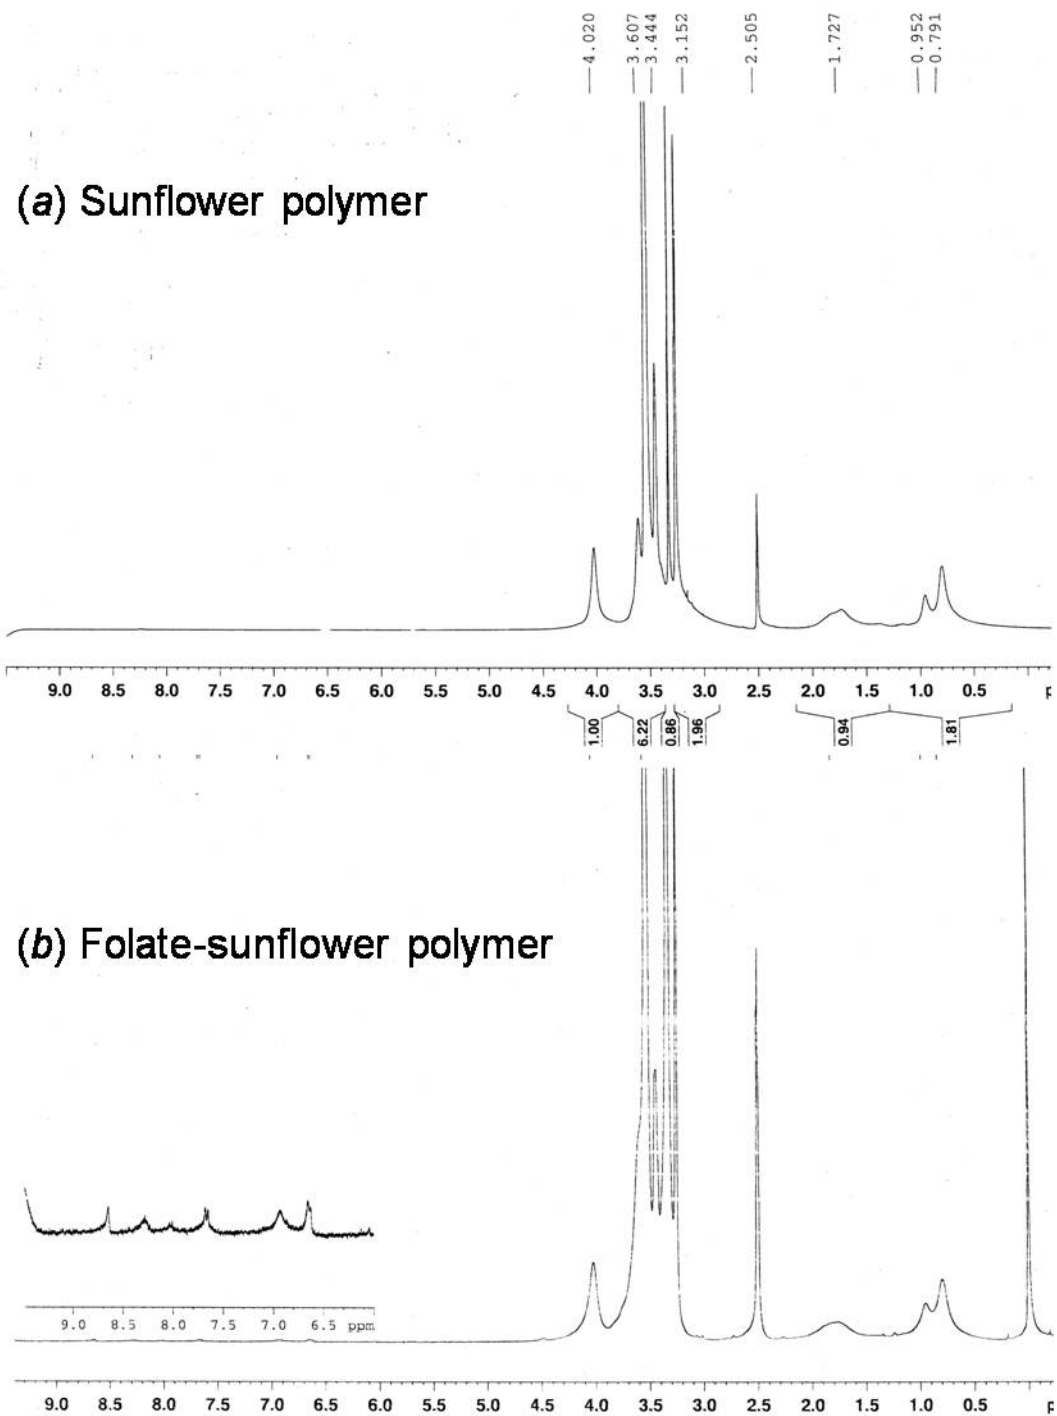 4.020 3.607 3.444 3.152 2.505 1.727 0.952 0.791
(a) Sunflower polymer
9.0 8.5 8.0 7.5 7.0 6.5 6.0 5.5 5.0 4.5 4.0 3.5 3.0 2.5 2.0 1.5 1.0 0.5
1.00 6.22 0.86 1.96 0.94 1.81
(b) Folate-sunflower polymer
9.0 8.5 8.0 7.5 7.0 6.5 ppm
9.0 8.5 8.0 7.5 7.0 6.5 6.0 5.5 5.0 4.5 4.0 3.5 3.0 2.5 2.0 1.5 1.0 0.5